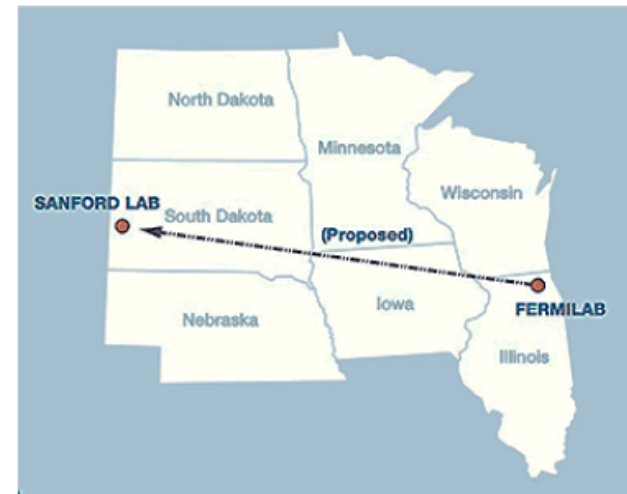 North Dakota
Minnesota
Wisconsin
SANFORD LAB
South Dakota
(Proposed)
Iowa
FERMILAB
Nebraska
Illinois